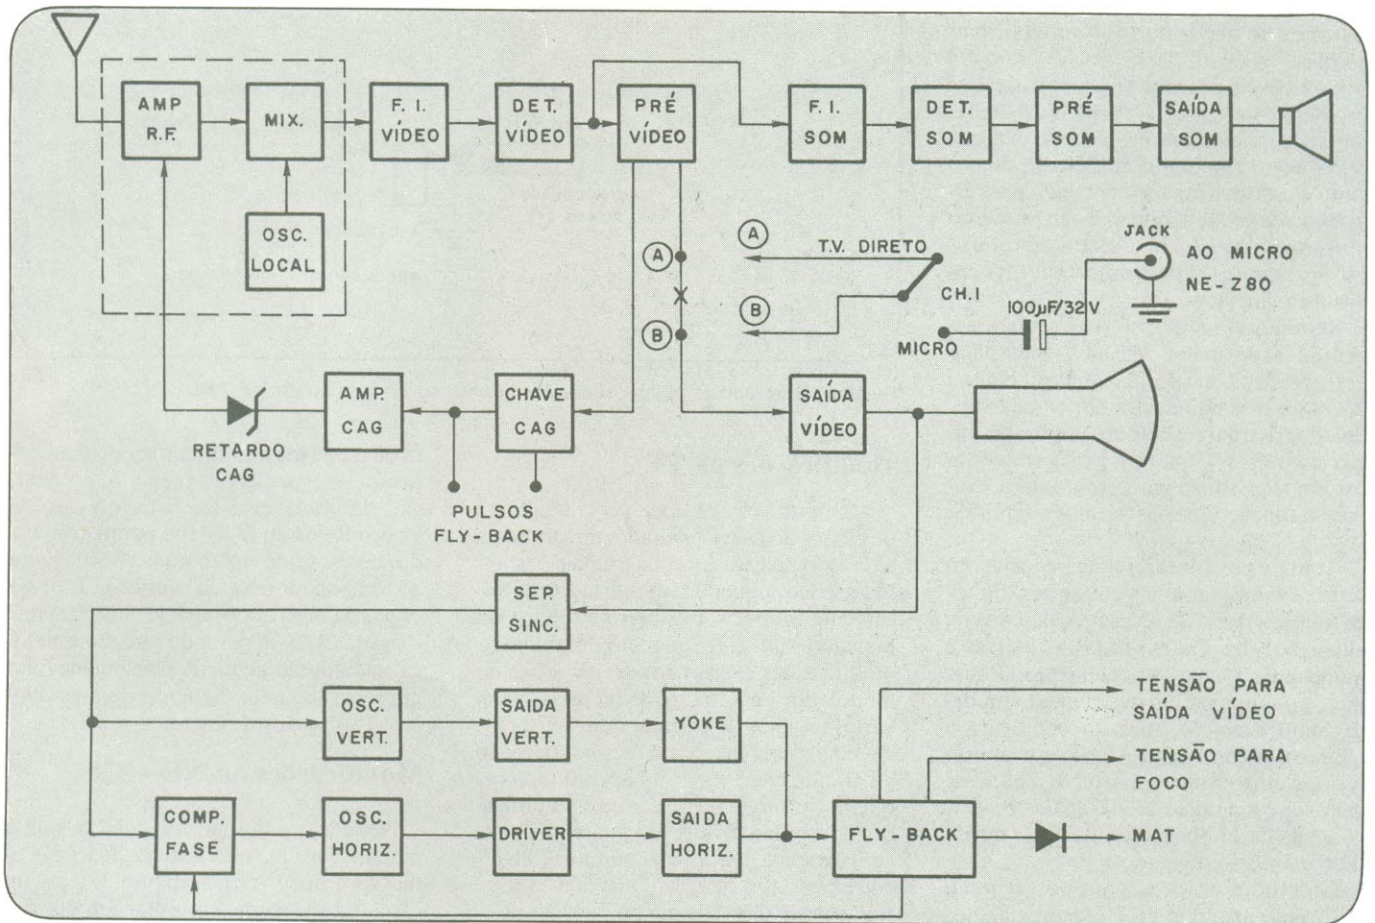 AMP
R.F.
MIX.
F. I.
VÍDEO
DET.
VÍDEO
PRÉ
VÍDEO
F. I.
SOM
DET.
SOM
PRÉ
SOM
SAÍDA
SOM
OSC.
LOCAL
A
B
A
T.V. DIRETO
B
CH.I
MICRO
100µF/32V
JACK
AO MICRO
NE-Z80
RETARDO
CAG
AMP.
CAG
CHAVE
CAG
PULSOS
FLY-BACK
SAÍDA
VÍDEO
SEP.
SINC.
OSC.
VERT.
SAIDA
VERT.
YOKE
TENSÃO PARA
SAÍDA VÍDEO
TENSÃO PARA
FOCO
COMP.
FASE
OSC.
HORIZ.
DRIVER
SAIDA
HORIZ.
FLY-BACK
MAT